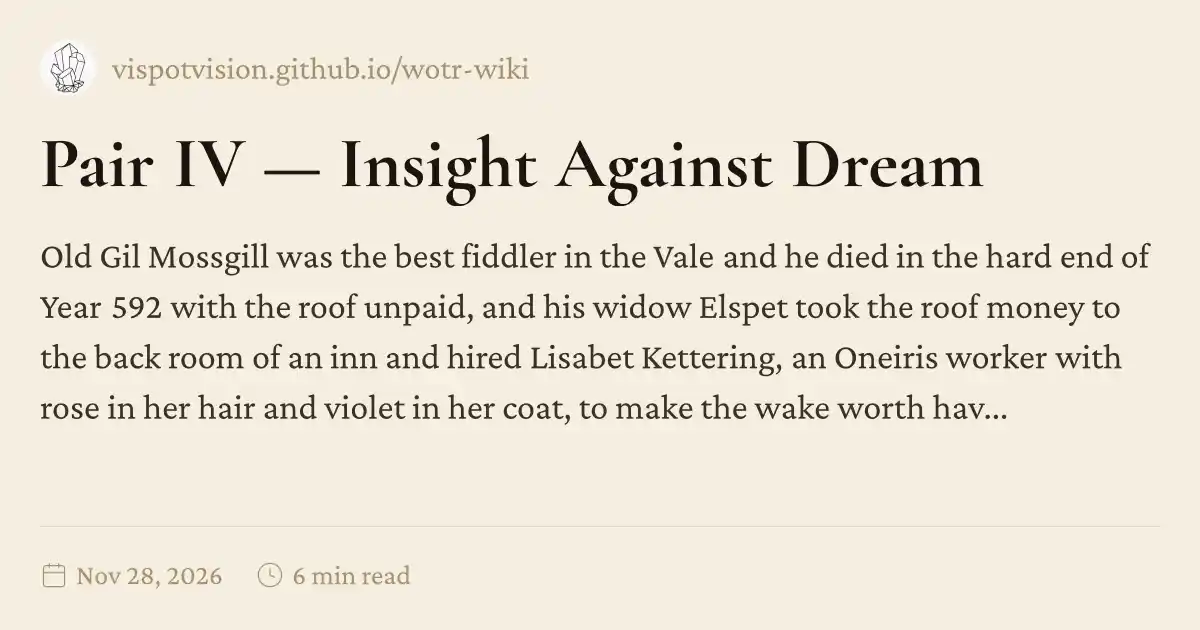 vispotvision.github.io/wotr-wiki
Pair IV — Insight Against Dream
Old Gil Mossgill was the best fiddler in the Vale and he died in the hard end of
Year 592 with the roof unpaid, and his widow Elspet took the roof money to
the back room of an inn and hired Lisabet Kettering, an Oneiris worker with
rose in her hair and violet in her coat, to make the wake worth hav...
Nov 28, 2026
6 min read